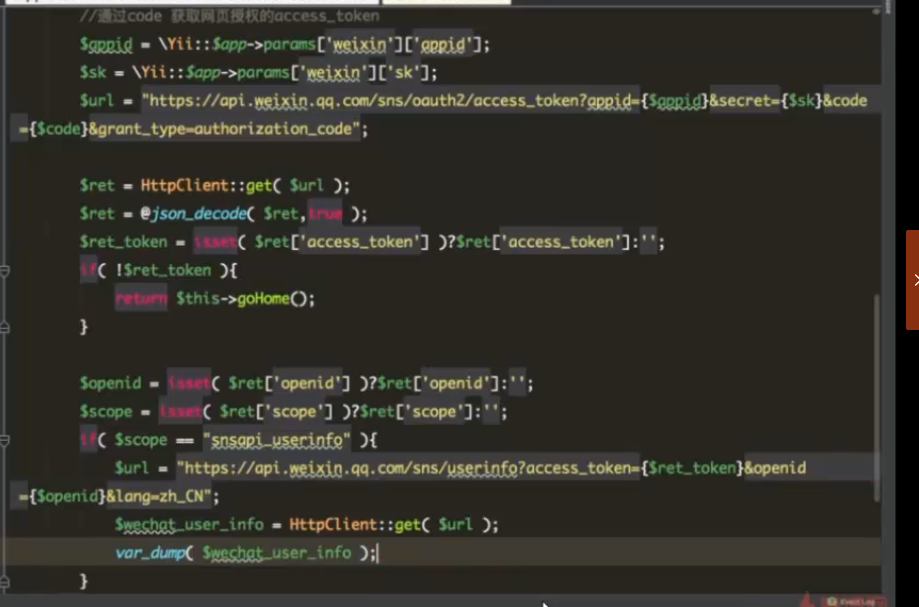 //通过code 获取网页授权的access_token
$appid = \Yii::$app->params['weixin']['appid'];
$sk = \Yii::$app->params['weixin']['sk'];
$url = "https://api.weixin.qq.com/sns/oauth2/access_token?appid={$appid}&secret={$sk}&code
={$code}&grant_type=authorization_code";
$ret = HttpClient::get( $url );
$ret = @json_decode( $ret,true );
$ret_token = isset( $ret['access_token'] )?$ret['access_token']:'';
if( !$ret_token ){
return $this->goHome();
}
$openid = isset( $ret['openid'] )?$ret['openid']:'';
$scope = isset( $ret['scope'] )?$ret['scope']:'';
if( $scope == "snsapi_userinfo" ){
$url = "https://api.weixin.qq.com/sns/userinfo?access_token={$ret_token}&openid
={$openid}&lang=zh_CN";
$wechat_user_info = HttpClient::get( $url );
var_dump( $wechat_user_info );
}
Event Log